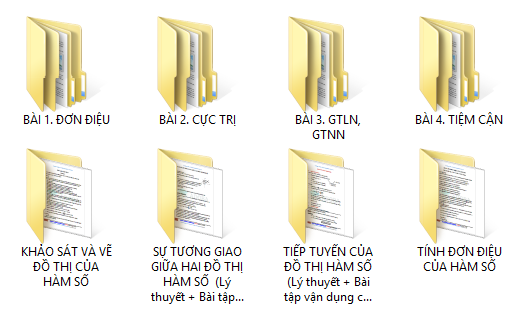 BÀI 1. ĐƠN ĐIỆU
BÀI 2. CỰC TRỊ
BÀI 3. GTLN,
GTNN
BÀI 4. TIỆM CẬN
KHẢO SÁT VÀ VẼ
ĐỒ THỊ CỦA
HÀM SỐ
SỰ TƯƠNG GIAO
GIỮA HAI ĐỒ THỊ
HÀM SỐ (Lý
thuyết + Bài tập...
TIẾP TUYẾN CỦA
ĐỒ THỊ HÀM SỐ
(Lý thuyết + Bài
tập vận dụng c...
TÍNH ĐƠN ĐIỆU
CỦA HÀM SỐ